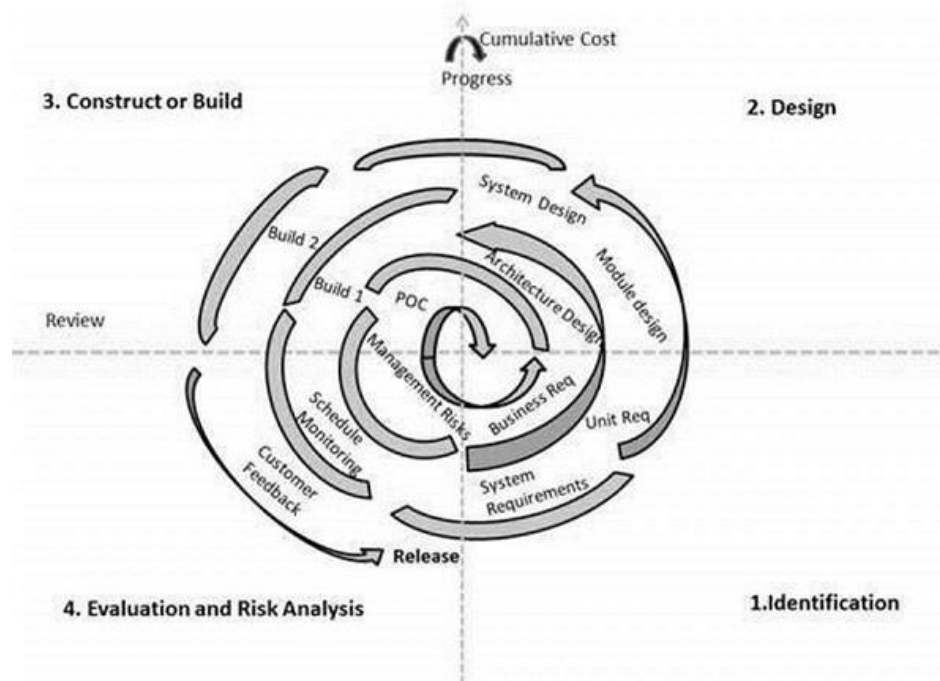 Cumulative Cost
Progress
3. Construct or Build
2. Design
System Design
Build 2
Module design
Architecture Design
Build 1
POC
Review
Management Risks
Business Req
Unit Req
Schedule
Monitoring
System
Requirements
Customer
Feedback
Release
4. Evaluation and Risk Analysis
1.Identification